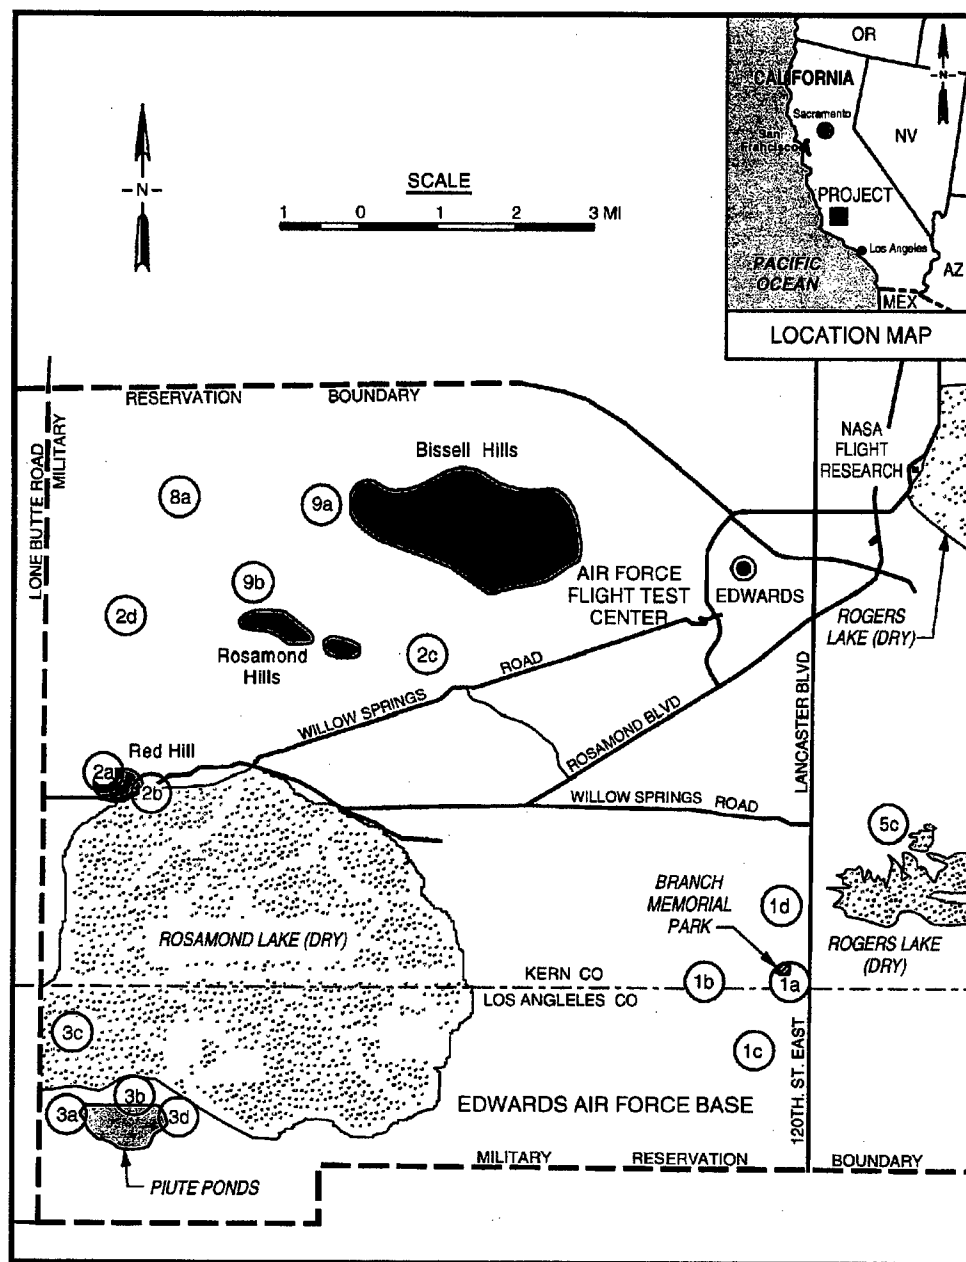 OR
N
CALIFORNIA
Sacramento
San
Francisco
NV
PROJECT
Los Angeles
PACIFIC
OCEAN
AZ
MEX
LOCATION MAP
N
SCALE
1 0 1 2 3 MI
RESERVATION BOUNDARY
LONE BUTTE ROAD
MILITARY
Bissell Hills
NASA
FLIGHT
RESEARCH
8a
9a
9b
AIR FORCE
FLIGHT TEST
CENTER
EDWARDS
ROGERS
LAKE (DRY)
2d
Rosamond
Hills
2c
WILLOW SPRINGS ROAD
ROSAMOND BLVD
LANCASTER BLVD
Red Hill
2a
2b
WILLOW SPRINGS ROAD
5c
BRANCH
MEMORIAL
PARK
1d
ROSAMOND LAKE (DRY)
ROGERS LAKE
(DRY)
KERN CO
LOS ANGLELES CO
1b
1a
3c
1c
120TH. ST. EAST
3b
3a
3d
EDWARDS AIR FORCE BASE
MILITARY RESERVATION BOUNDARY
PIUTE PONDS